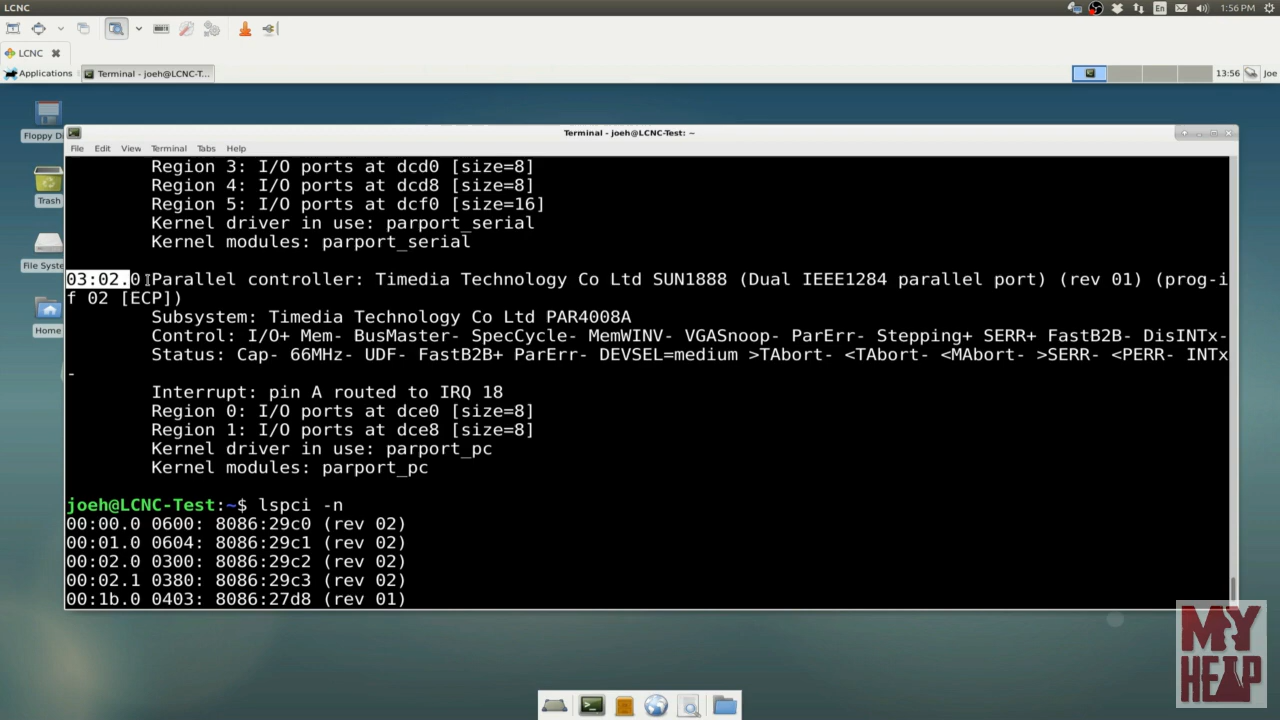 LCNC
En
1:56 PM
LCNC
Applications
Terminal - joeh@LCNC-T...
13:56
Joe
Floppy Di
Trash
File Syste
Home
Terminal - joeh@LCNC-Test: ~
File Edit View Terminal Tabs Help
Region 3: I/O ports at dcd0 [size=8]
Region 4: I/O ports at dcd8 [size=8]
Region 5: I/O ports at dcf0 [size=16]
Kernel driver in use: parport_serial
Kernel modules: parport_serial
03:02.0 Parallel controller: Timedia Technology Co Ltd SUN1888 (Dual IEEE1284 parallel port) (rev 01) (prog-i
f 02 [ECP])
Subsystem: Timedia Technology Co Ltd PAR4008A
Control: I/O+ Mem- BusMaster- SpecCycle- MemWINV- VGASnoop- ParErr- Stepping+ SERR+ FastB2B- DisINTx-
Status: Cap- 66MHz- UDF- FastB2B+ ParErr- DEVSEL=medium >TAbort- <TAbort- <MAbort- >SERR- <PERR- INTx
-
Interrupt: pin A routed to IRQ 18
Region 0: I/O ports at dce0 [size=8]
Region 1: I/O ports at dce8 [size=8]
Kernel driver in use: parport_pc
Kernel modules: parport_pc
joeh@LCNC-Test:~$ lspci -n
00:00.0 0600: 8086:29c0 (rev 02)
00:01.0 0604: 8086:29c1 (rev 02)
00:02.0 0300: 8086:29c2 (rev 02)
00:02.1 0380: 8086:29c3 (rev 02)
00:1b.0 0403: 8086:27d8 (rev 01)
MY
HEAP